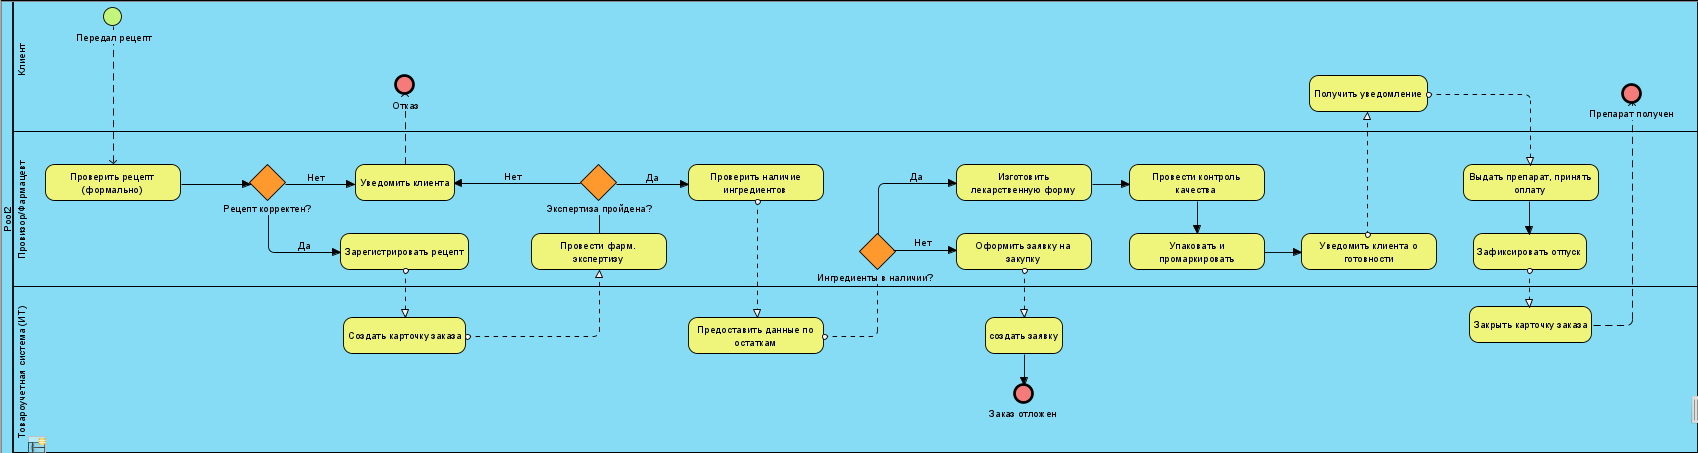 Pool2
Клиент
Передал рецепт
Отказ
Получить уведомление
Препарат получен
Провизор/Фармацевт
Проверить рецепт
(формально)
Нет
Рецепт корректен?
Да
Уведомить клиента
Зарегистрировать рецепт
Нет
Экспертиза пройдена?
Да
Провести фарм.
экспертизу
Проверить наличие
ингредиентов
Да
Нет
Ингредиенты в наличии?
Изготовить
лекарственную форму
Оформить заявку на
закупку
Провести контроль
качества
Упаковать и
промаркировать
Уведомить клиента о
готовности
Выдать препарат, принять
оплату
Зафиксировать отпуск
Товароучетная система (ИТ)
Создать карточку заказа
Предоставить данные по
остаткам
создать заявку
Заказ отложен
Закрыть карточку заказа